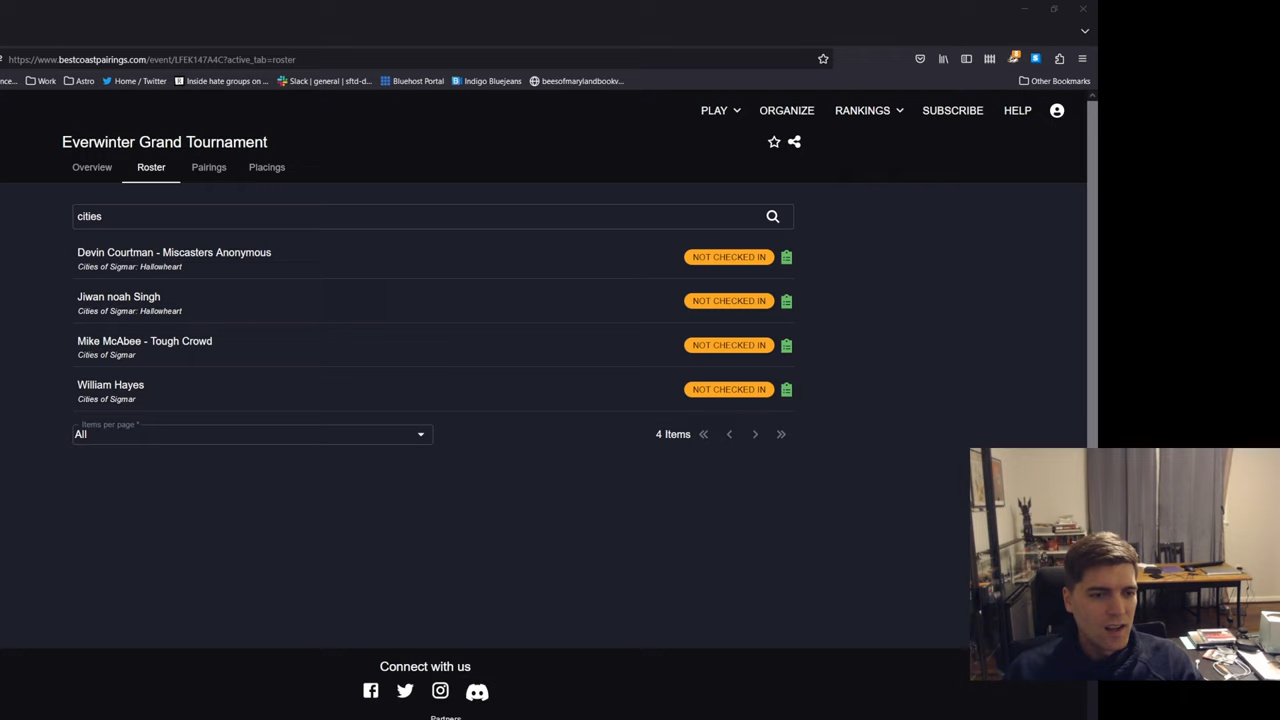 https://www.bestcoastpairings.com/event/LFEK147A4C?active_tab=roster
nce... Work Astro Home / Twitter Inside hate groups on ... Slack | general | sftd-d... Bluehost Portal Indigo Bluejeans beesofmarylandbookv... Other Bookmarks
PLAY ORGANIZE RANKINGS SUBSCRIBE HELP
Everwinter Grand Tournament
Overview Roster Pairings Placings
cities
Devin Courtman - Miscasters Anonymous
Cities of Sigmar: Hallowheart
NOT CHECKED IN
Jiwan noah Singh
Cities of Sigmar: Hallowheart
NOT CHECKED IN
Mike McAbee - Tough Crowd
Cities of Sigmar
NOT CHECKED IN
William Hayes
Cities of Sigmar
NOT CHECKED IN
Items per page *
All
4 Items
Connect with us
Partners